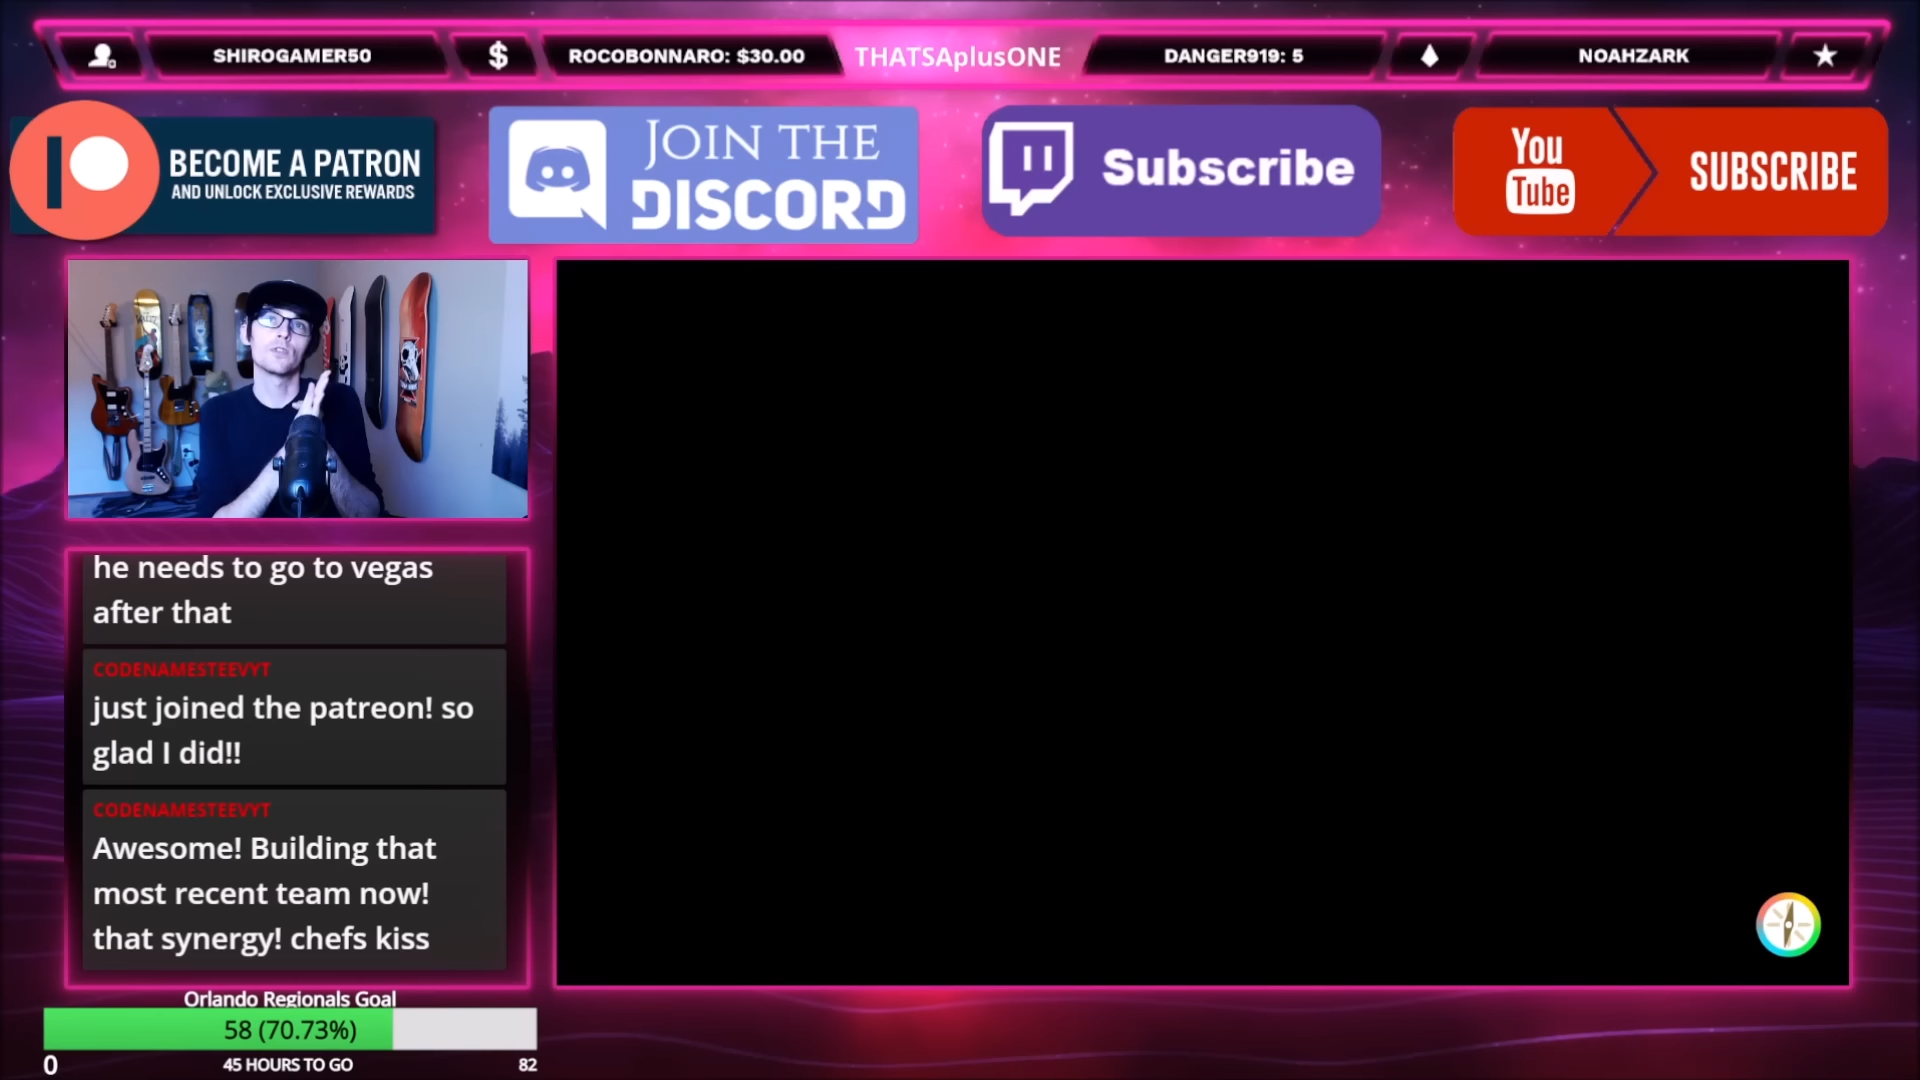 SHIROGAMER50
$
ROCOBONNARO: $30.00
THATSAplusONE
DANGER919: 5
NOAHZARK
BECOME A PATRON
AND UNLOCK EXCLUSIVE REWARDS
JOIN THE
DISCORD
Subscribe
You
Tube
SUBSCRIBE
he needs to go to vegas
after that
CODENAMESTEEVYT
just joined the patreon! so
glad I did!!
CODENAMESTEEVYT
Awesome! Building that
most recent team now!
that synergy! chefs kiss
Orlando Regionals Goal
58 (70.73%)
0
45 HOURS TO GO
82